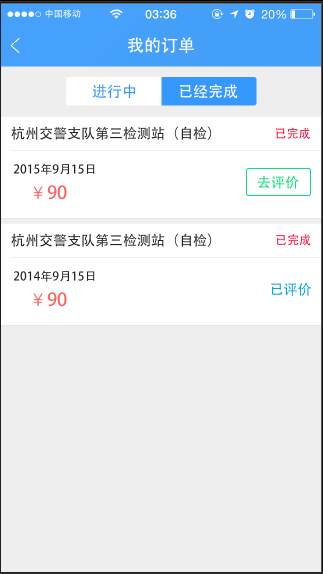 中国移动 03:36 20%
我的订单
进行中 已经完成
杭州交警支队第三检测站（自检） 已完成
2015年9月15日
¥90 去评价
杭州交警支队第三检测站（自检） 已完成
2014年9月15日
¥90 已评价